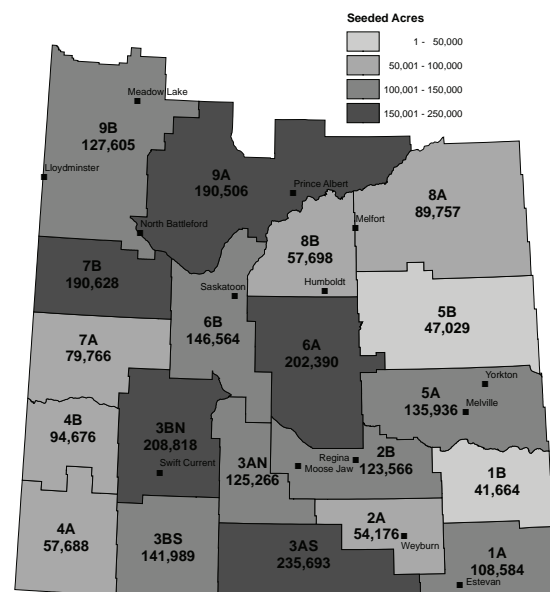 Seeded Acres
1 - 50,000
50,001 - 100,000
100,001 - 150,000
150,001 - 250,000
Meadow Lake
9B
127,605
Lloydminster
9A
190,506
Prince Albert
8A
89,757
North Battleford
Melfort
8B
57,698
7B
190,628
Saskatoon
Humboldt
6B
146,564
5B
47,029
7A
79,766
6A
202,390
Yorkton
5A
135,936
Melville
4B
94,676
3BN
208,818
Swift Current
3AN
125,266
Regina
Moose Jaw
2B
123,566
1B
41,664
4A
57,688
3BS
141,989
3AS
235,693
2A
54,176
Weyburn
1A
108,584
Estevan